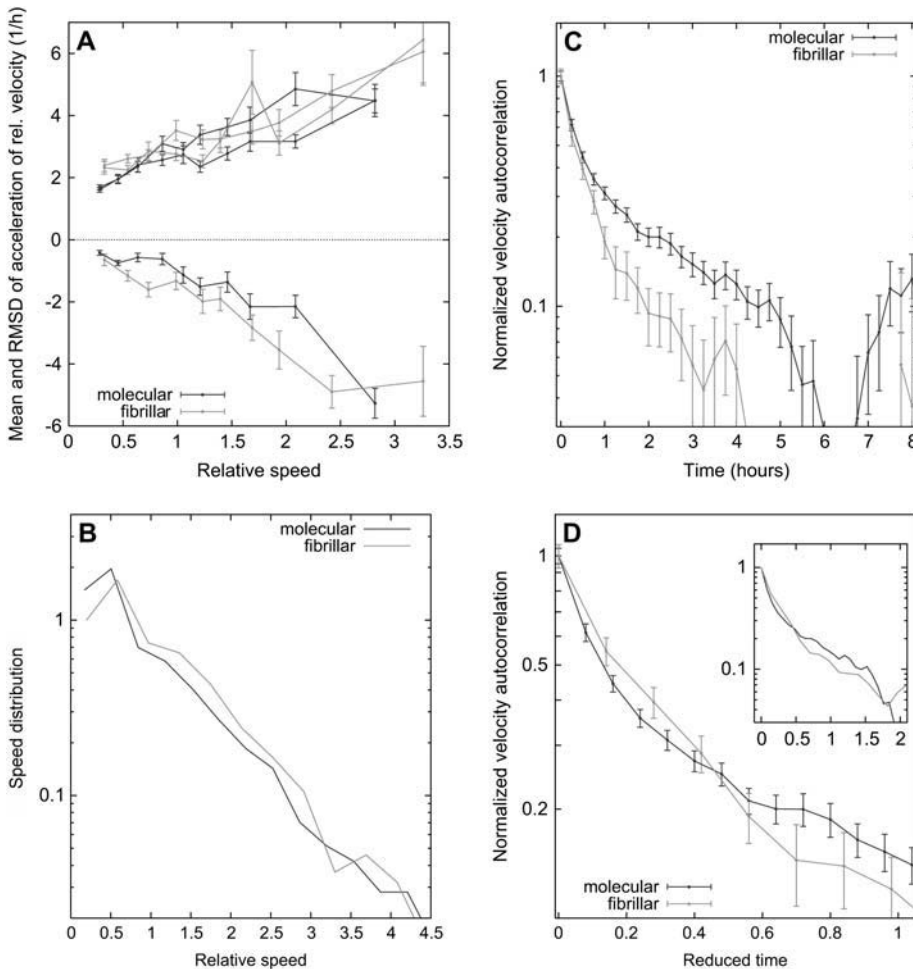 A
Mean and RMSD of acceleration of rel. velocity (1/h)
6
4
2
0
-2
-4
-6
molecular
fibrillar
0 0.5 1 1.5 2 2.5 3 3.5
Relative speed
C
molecular
fibrillar
Normalized velocity autocorrelation
1
0.1
0 1 2 3 4 5 6 7 8
Time (hours)
B
molecular
fibrillar
Speed distribution
1
0.1
0 0.5 1 1.5 2 2.5 3 3.5 4 4.5
Relative speed
D
Normalized velocity autocorrelation
1
0.5
0.2
1
0.1
0 0.5 1 1.5 2
molecular
fibrillar
0 0.2 0.4 0.6 0.8 1
Reduced time